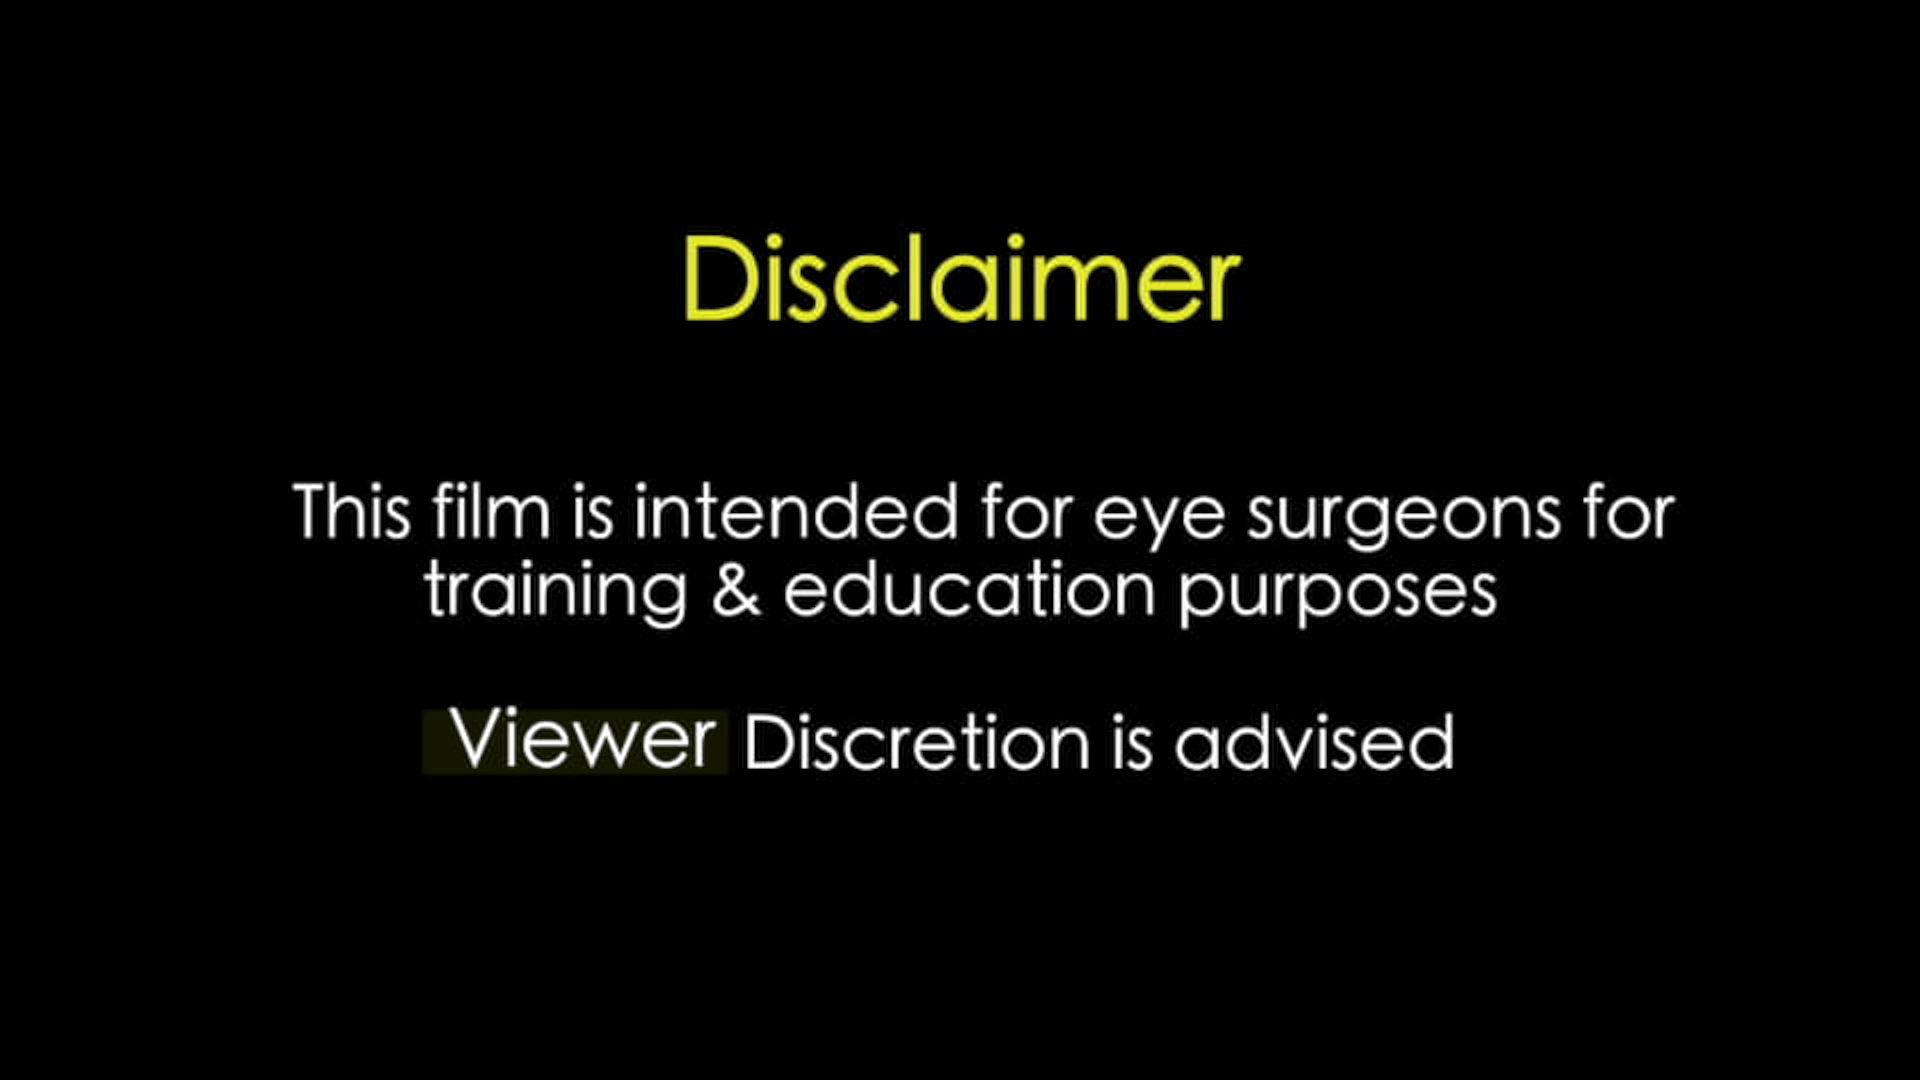 Disclaimer
This film is intended for eye surgeons for
training & education purposes
Viewer Discretion is advised